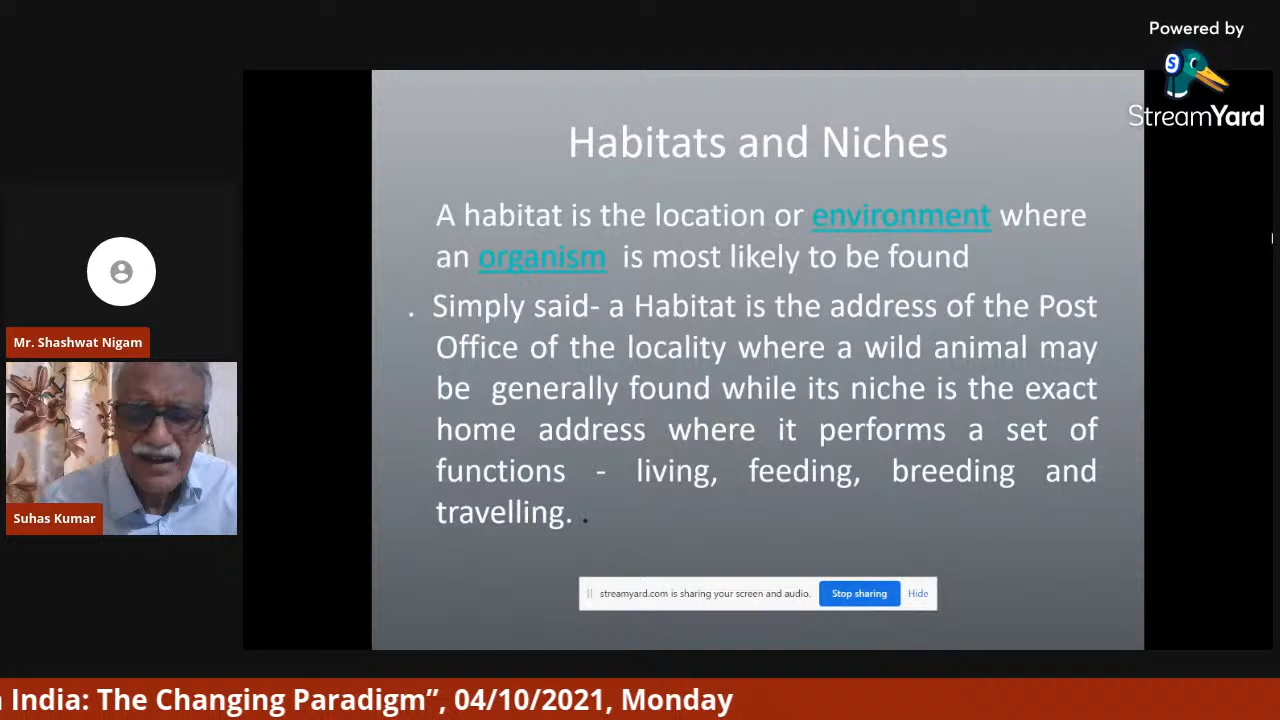 Powered by
StreamYard
Habitats and Niches
A habitat is the location or environment where
an organism is most likely to be found
. Simply said- a Habitat is the address of the Post
Office of the locality where a wild animal may
be generally found while its niche is the exact
home address where it performs a set of
functions - living, feeding, breeding and
travelling. .
Mr. Shashwat Nigam
Suhas Kumar
streamyard.com is sharing your screen and audio.
Stop sharing
Hide
India: The Changing Paradigm”, 04/10/2021, Monday